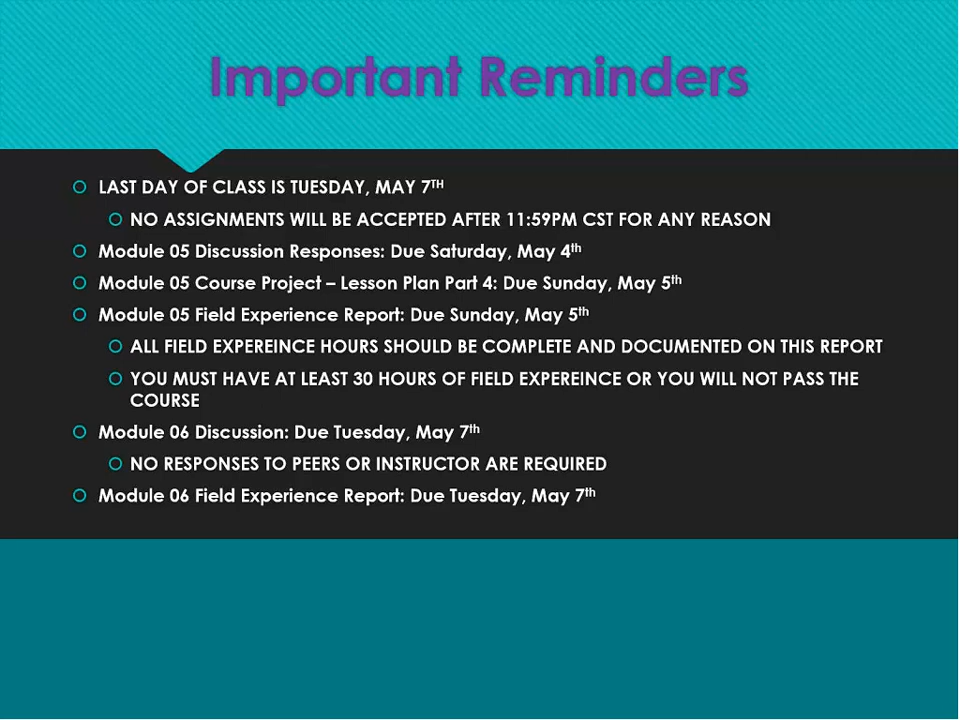 Important Reminders
LAST DAY OF CLASS IS TUESDAY, MAY 7TH
NO ASSIGNMENTS WILL BE ACCEPTED AFTER 11:59PM CST FOR ANY REASON
Module 05 Discussion Responses: Due Saturday, May 4th
Module 05 Course Project – Lesson Plan Part 4: Due Sunday, May 5th
Module 05 Field Experience Report: Due Sunday, May 5th
ALL FIELD EXPEREINCE HOURS SHOULD BE COMPLETE AND DOCUMENTED ON THIS REPORT
YOU MUST HAVE AT LEAST 30 HOURS OF FIELD EXPEREINCE OR YOU WILL NOT PASS THE
COURSE
Module 06 Discussion: Due Tuesday, May 7th
NO RESPONSES TO PEERS OR INSTRUCTOR ARE REQUIRED
Module 06 Field Experience Report: Due Tuesday, May 7th